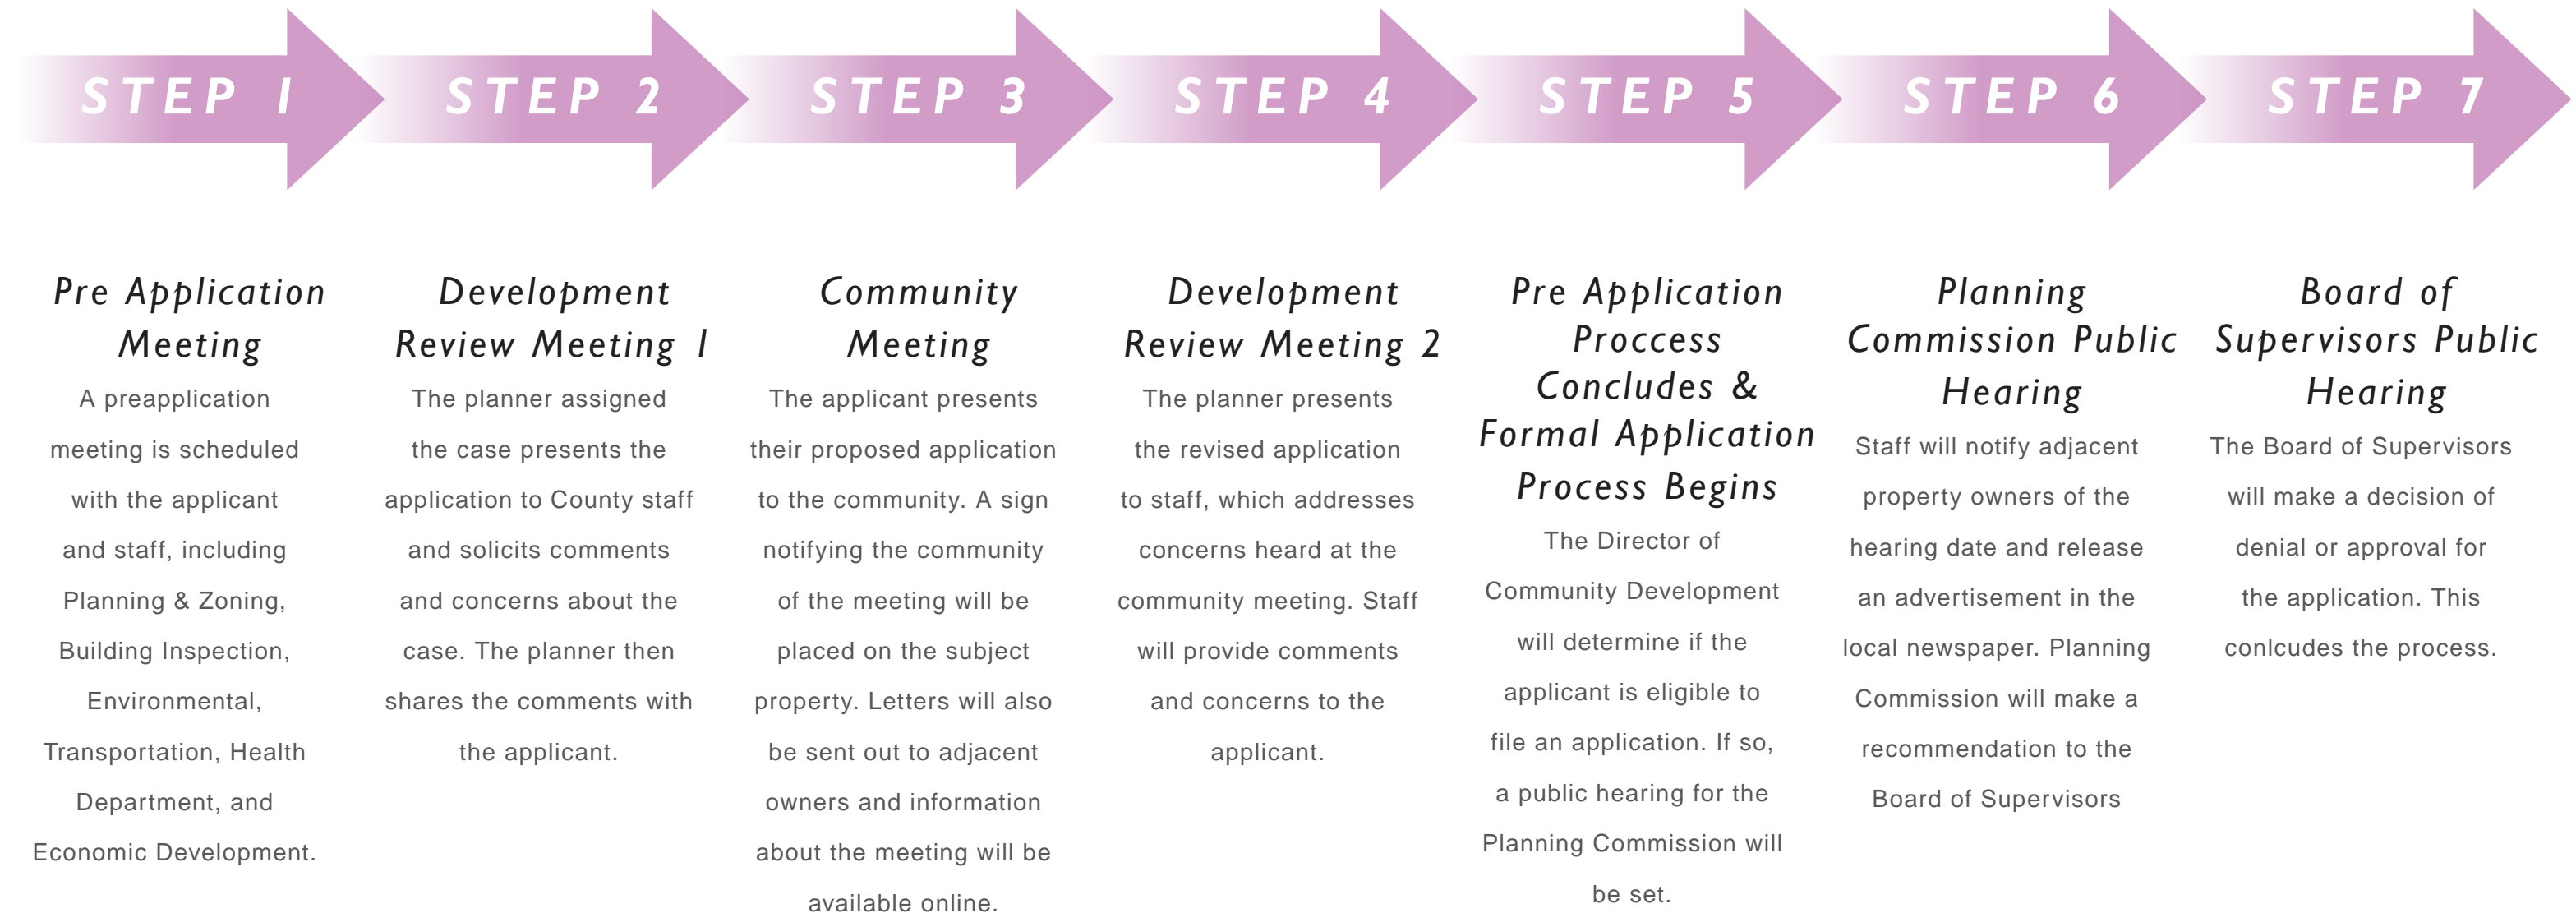 STEP 1
STEP 2
STEP 3
STEP 4
STEP 5
STEP 6
STEP 7
Pre Application
Meeting
A preapplication
meeting is scheduled
with the applicant
and staff, including
Planning & Zoning,
Building Inspection,
Environmental,
Transportation, Health
Department, and
Economic Development.
Development
Review Meeting 1
The planner assigned
the case presents the
application to County staff
and solicits comments
and concerns about the
case. The planner then
shares the comments with
the applicant.
Community
Meeting
The applicant presents
their proposed application
to the community. A sign
notifying the community
of the meeting will be
placed on the subject
property. Letters will also
be sent out to adjacent
owners and information
about the meeting will be
available online.
Development
Review Meeting 2
The planner presents
the revised application
to staff, which addresses
concerns heard at the
community meeting. Staff
will provide comments
and concerns to the
applicant.
Pre Application
Proccess
Concludes &
Formal Application
Process Begins
The Director of
Community Development
will determine if the
applicant is eligible to
file an application. If so,
a public hearing for the
Planning Commission will
be set.
Planning
Commission Public
Hearing
Staff will notify adjacent
property owners of the
hearing date and release
an advertisement in the
local newspaper. Planning
Commission will make a
recommendation to the
Board of Supervisors
Board of
Supervisors Public
Hearing
The Board of Supervisors
will make a decision of
denial or approval for
the application. This
conlcudes the process.